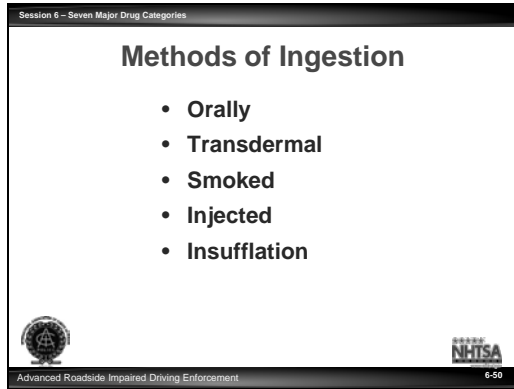 Session 6 – Seven Major Drug Categories
Methods of Ingestion
• Orally
• Transdermal
• Smoked
• Injected
• Insufflation
NHTSA
Advanced Roadside Impaired Driving Enforcement
6-50